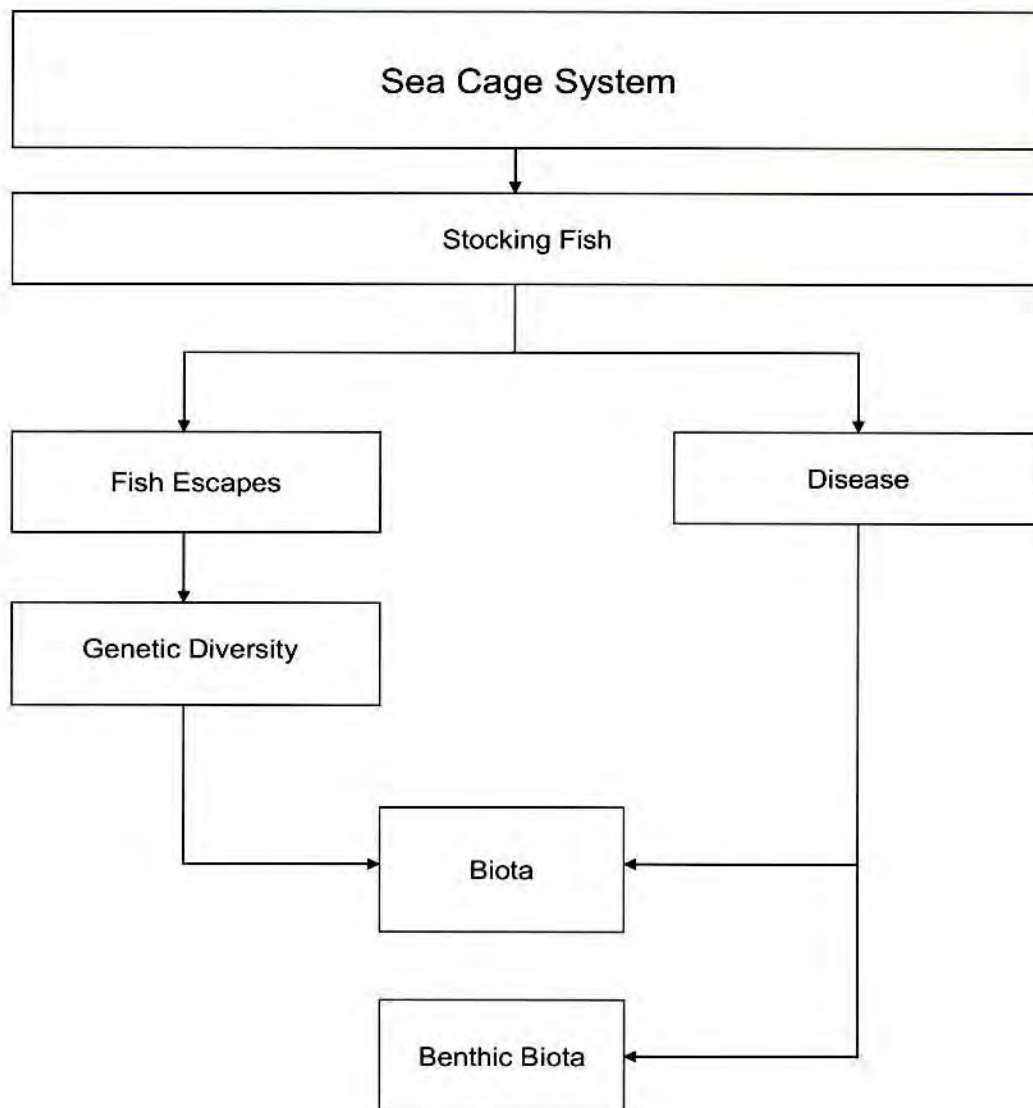 Sea Cage System
Stocking Fish
Fish Escapes
Disease
Genetic Diversity
Biota
Benthic Biota